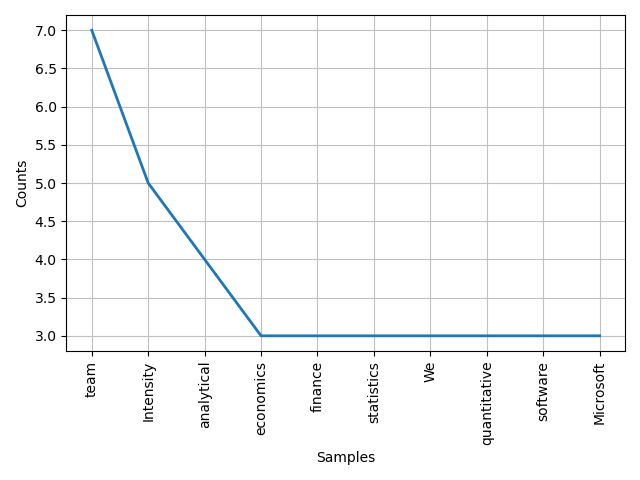 7.0
6.5
6.0
5.5
5.0
4.5
4.0
3.5
3.0
Counts
team
Intensity
analytical
economics
finance
statistics
We
quantitative
software
Microsoft
Samples